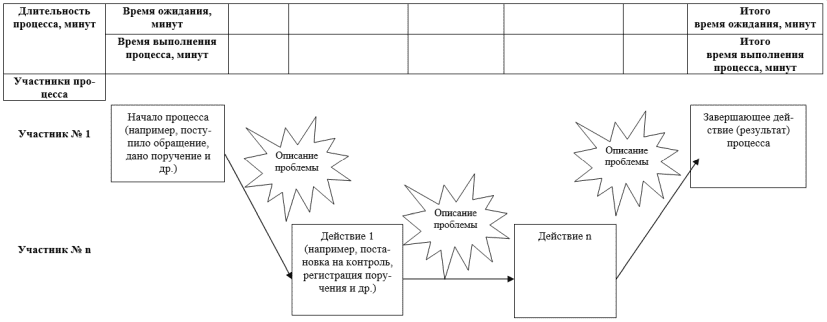 Длительность
процесса, минут
Время ожидания,
минут
Итого
время ожидания, минут
Время выполнения
процесса, минут
Итого
время выполнения
процесса, минут
Участники про-
цесса
Участник № 1
Начало процесса
(например, посту-
пило обращение,
дано поручение и
др.)
Описание
проблемы
Описание
проблемы
Завершающее дей-
ствие (результат)
процесса
Описание
проблемы
Участник № n
Действие 1
(например, поста-
новка на контроль,
регистрация пору-
чения и др.)
Действие n